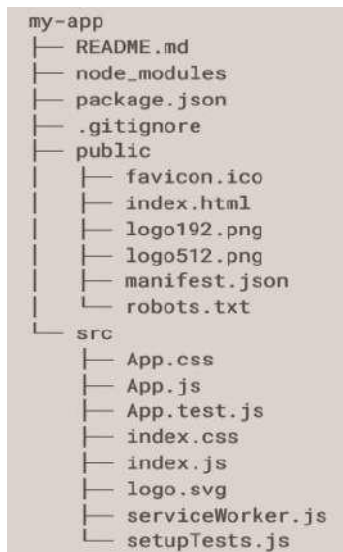 my-app
├── README.md
├── node_modules
├── package.json
├── .gitignore
├── public
│   ├── favicon.ico
│   ├── index.html
│   ├── logo192.png
│   ├── logo512.png
│   ├── manifest.json
│   └── robots.txt
└── src
    ├── App.css
    ├── App.js
    ├── App.test.js
    ├── index.css
    ├── index.js
    ├── logo.svg
    ├── serviceWorker.js
    └── setupTests.js